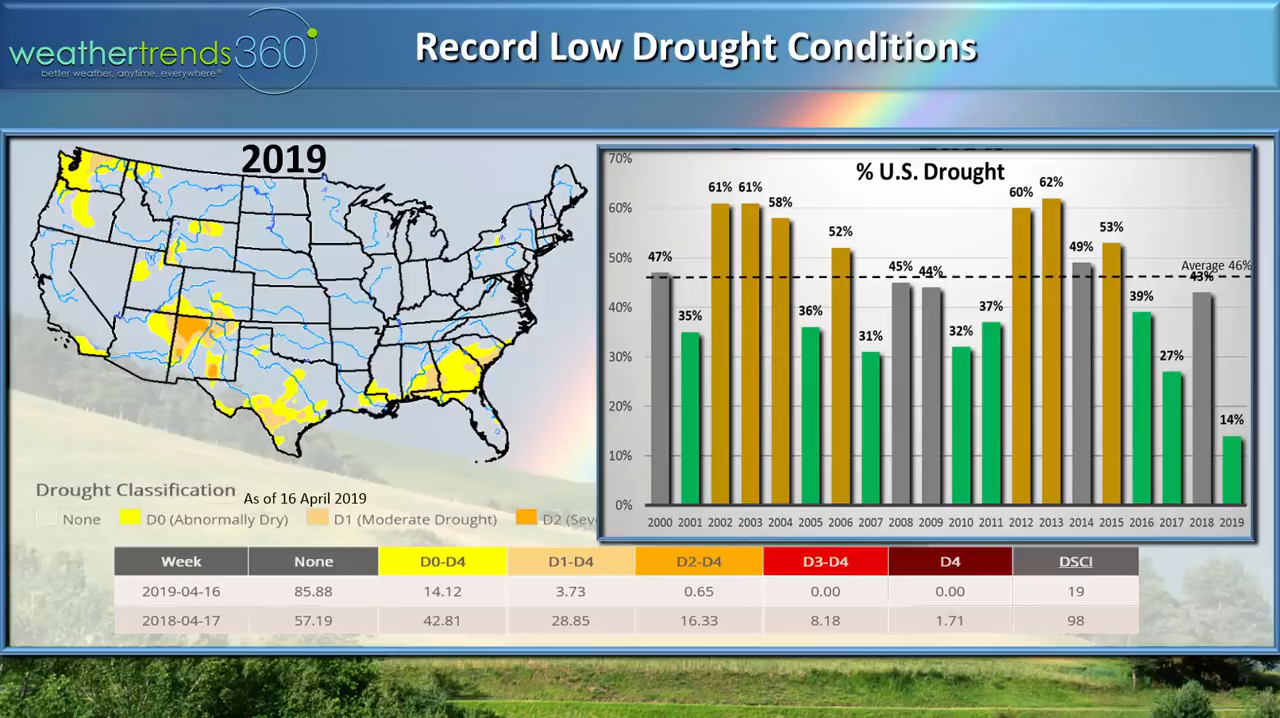 weathertrends360°
better weather, anytime, everywhere®
Record Low Drought Conditions
2019
% U.S. Drought
70%
60%
50%
40%
30%
20%
10%
0%
47%
35%
61%
61%
58%
36%
52%
31%
45%
44%
32%
37%
60%
62%
49%
53%
39%
27%
43%
14%
Average 46%
2000 2001 2002 2003 2004 2005 2006 2007 2008 2009 2010 2011 2012 2013 2014 2015 2016 2017 2018 2019
Drought Classification As of 16 April 2019
None D0 (Abnormally Dry) D1 (Moderate Drought) D2 (Sev
Week None D0-D4 D1-D4 D2-D4 D3-D4 D4 DSCI
2019-04-16 85.88 14.12 3.73 0.65 0.00 0.00 19
2018-04-17 57.19 42.81 28.85 16.33 8.18 1.71 98